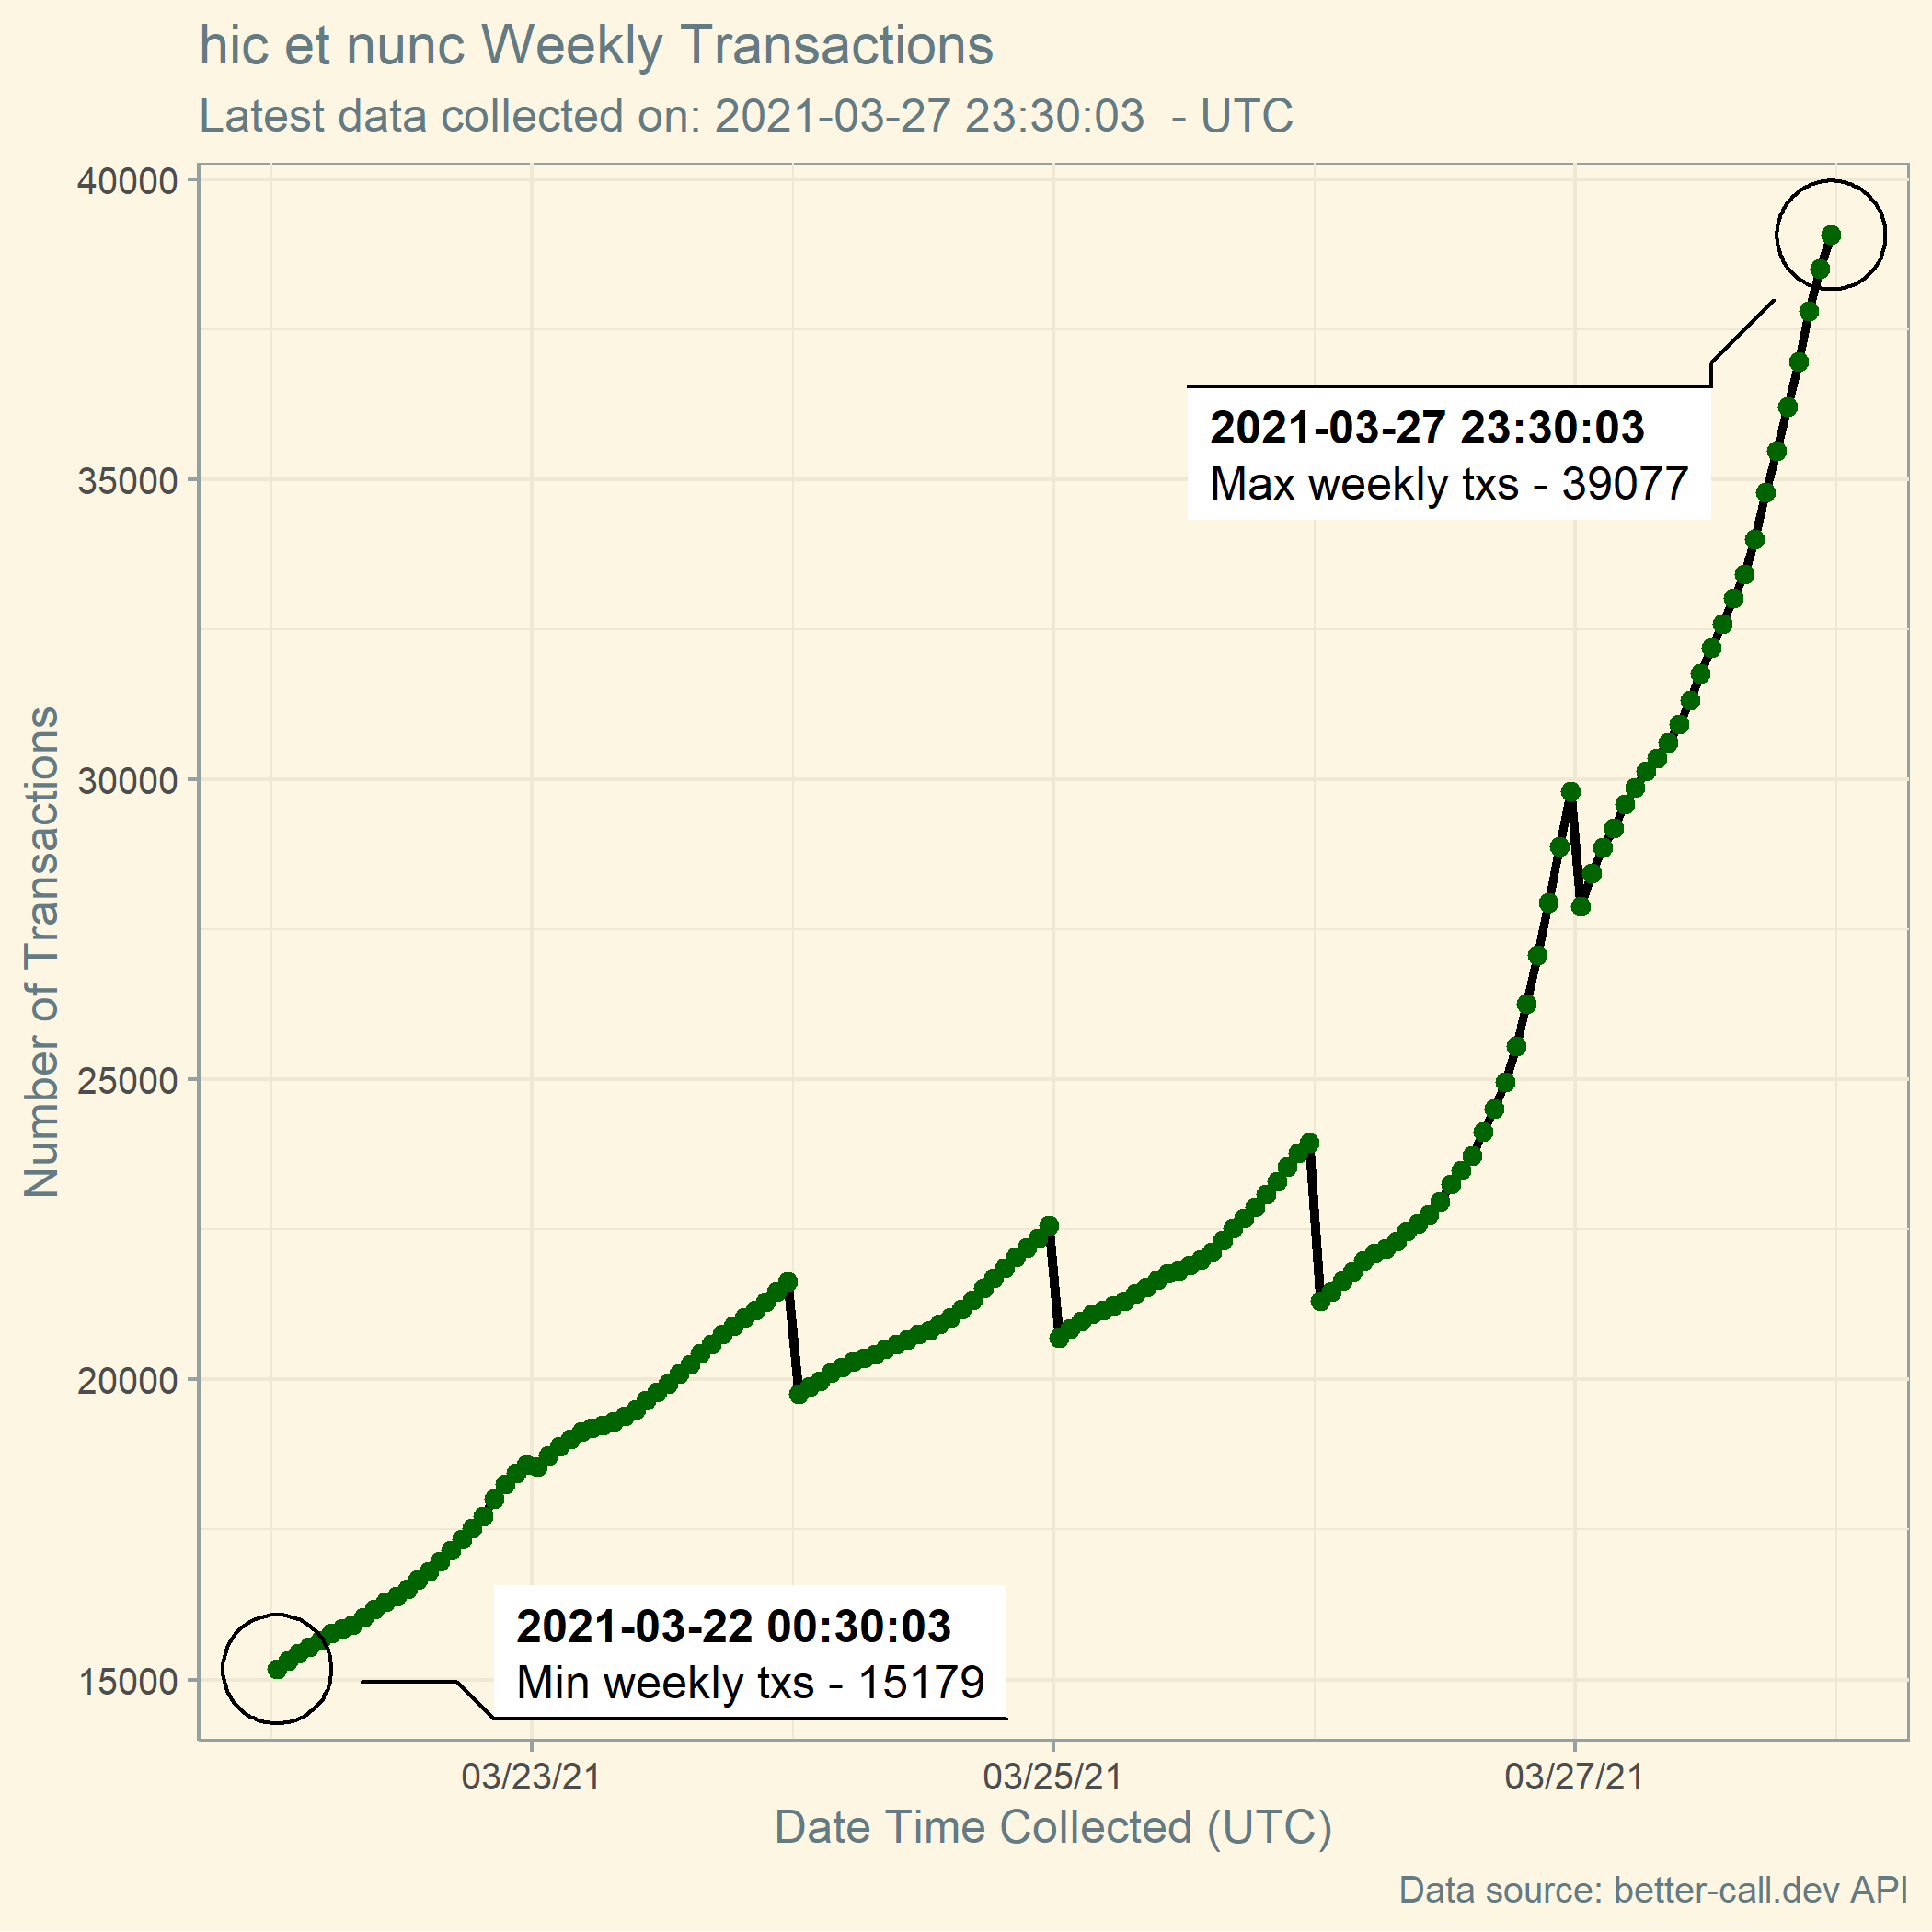 hic et nunc Weekly Transactions
Latest data collected on: 2021-03-27 23:30:03  - UTC
Number of Transactions
40000
35000
30000
25000
20000
15000
2021-03-27 23:30:03
Max weekly txs - 39077
2021-03-22 00:30:03
Min weekly txs - 15179
03/23/21
03/25/21
03/27/21
Date Time Collected (UTC)
Data source: better-call.dev API